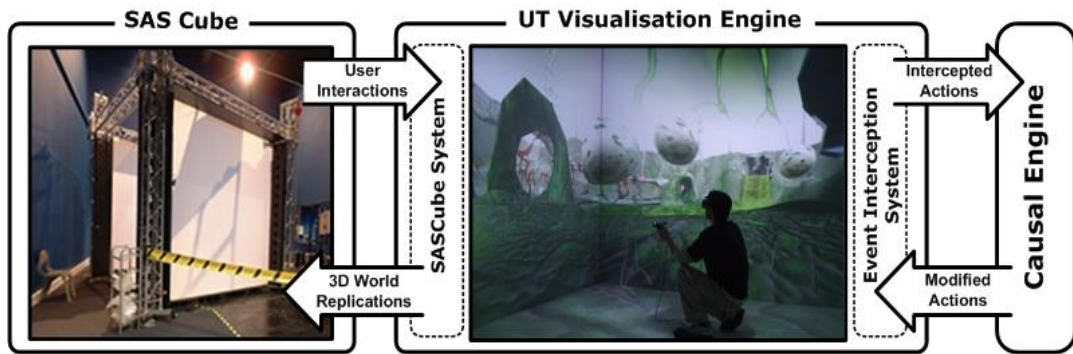 SAS Cube
UT Visualisation Engine
User
Interactions
3D World
Replications
SASCube System
Event Interception
System
Intercepted
Actions
Modified
Actions
Causal Engine